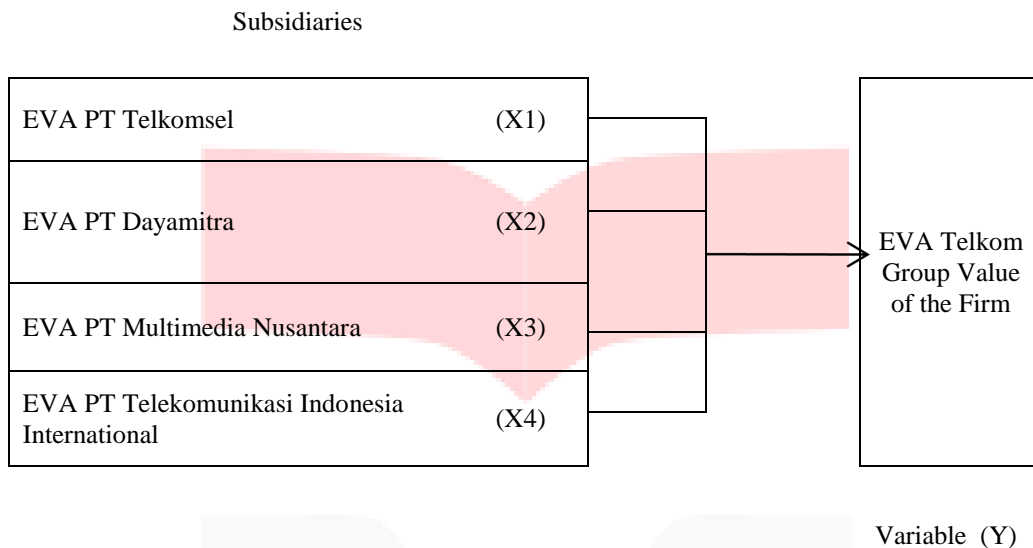 Subsidiaries
EVA PT Telkomsel (X1)
EVA PT Dayamitra (X2)
EVA PT Multimedia Nusantara (X3)
EVA PT Telekomunikasi Indonesia
International (X4)
EVA Telkom
Group Value
of the Firm
Variable (Y)